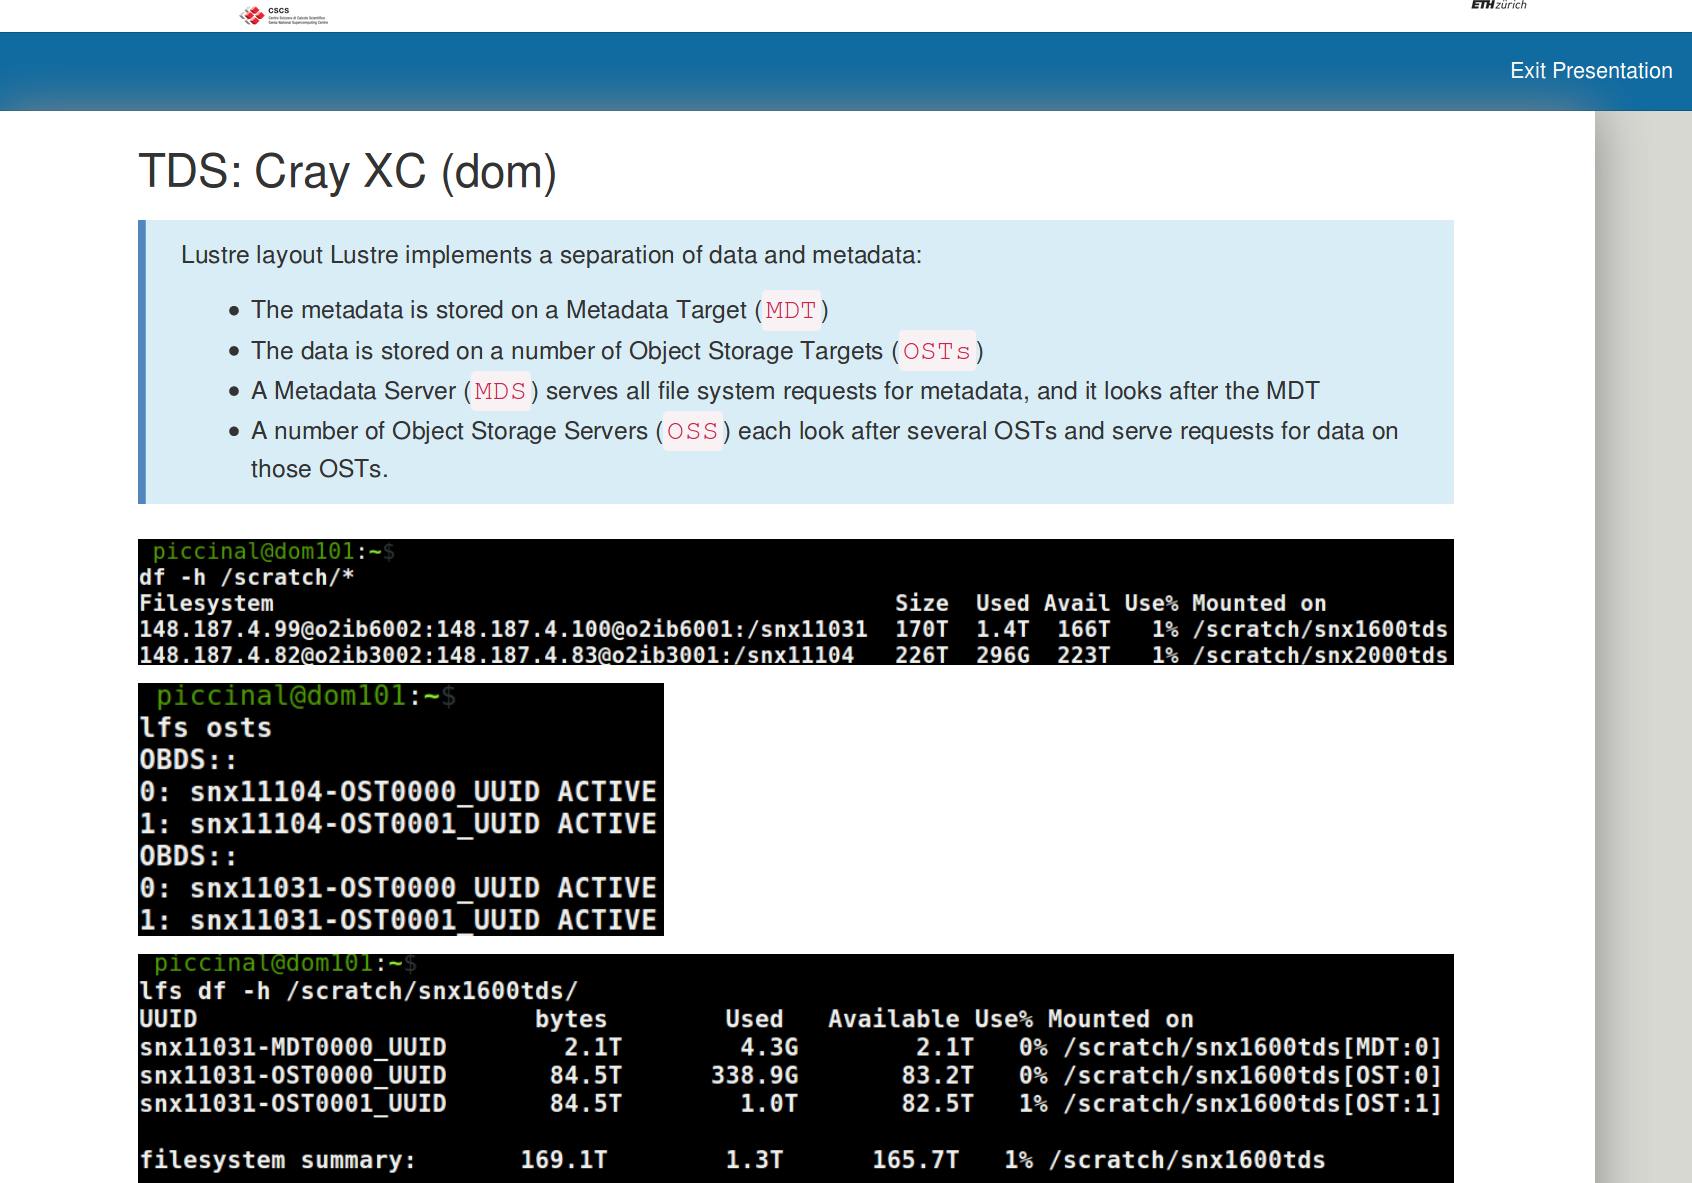 CSCS
Centro Svizzero di Calcolo Scientifico
Swiss National Supercomputing Centre
ETH zürich
Exit Presentation
TDS: Cray XC (dom)
Lustre layout Lustre implements a separation of data and metadata:
• The metadata is stored on a Metadata Target (MDT)
• The data is stored on a number of Object Storage Targets (OSTs)
• A Metadata Server (MDS) serves all file system requests for metadata, and it looks after the MDT
• A number of Object Storage Servers (OSS) each look after several OSTs and serve requests for data on
those OSTs.
piccinal@dom101:~$
df -h /scratch/*
Filesystem Size Used Avail Use% Mounted on
148.187.4.99@o2ib6002:148.187.4.100@o2ib6001:/snx11031 170T 1.4T 166T 1% /scratch/snx1600tds
148.187.4.82@o2ib3002:148.187.4.83@o2ib3001:/snx11104 226T 296G 223T 1% /scratch/snx2000tds
piccinal@dom101:~$
lfs osts
OBDS::
0: snx11104-OST0000_UUID ACTIVE
1: snx11104-OST0001_UUID ACTIVE
OBDS::
0: snx11031-OST0000_UUID ACTIVE
1: snx11031-OST0001_UUID ACTIVE
piccinal@dom101:~$
lfs df -h /scratch/snx1600tds/
UUID bytes Used Available Use% Mounted on
snx11031-MDT0000_UUID 2.1T 4.3G 2.1T 0% /scratch/snx1600tds[MDT:0]
snx11031-OST0000_UUID 84.5T 338.9G 83.2T 0% /scratch/snx1600tds[OST:0]
snx11031-OST0001_UUID 84.5T 1.0T 82.5T 1% /scratch/snx1600tds[OST:1]
filesystem summary: 169.1T 1.3T 165.7T 1% /scratch/snx1600tds